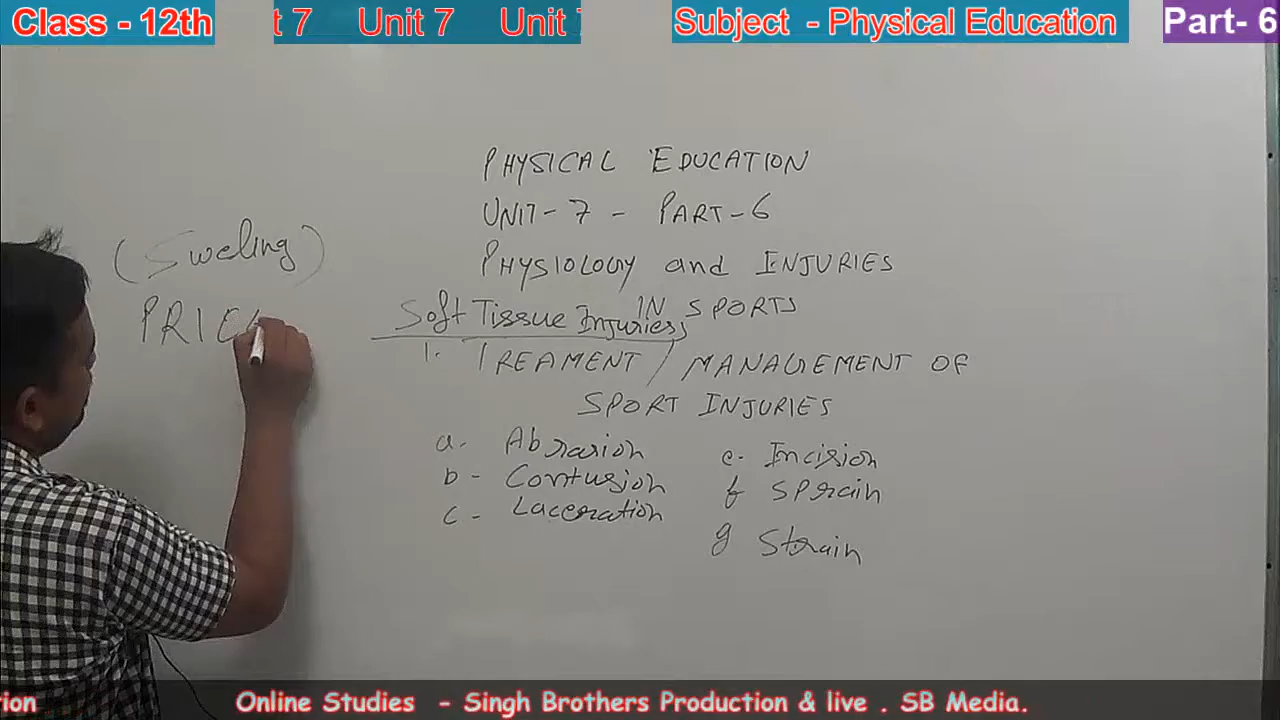 Class - 12th
t 7 Unit 7 Unit 7
Subject - Physical Education
Part- 6
PHYSICAL EDUCATION
UNIT-7 - PART-6
PHYSIOLOGY and INJURIES
IN SPORTS
(Sweling)
PRIC
Soft Tissue Injuries
1. TREAMENT / MANAGEMENT OF
SPORT INJURIES
a. Abrasion
b - Contusion
c - Laceration
e. Incision
f Sprain
g Strain
Online Studies - Singh Brothers Production & live . SB Media.